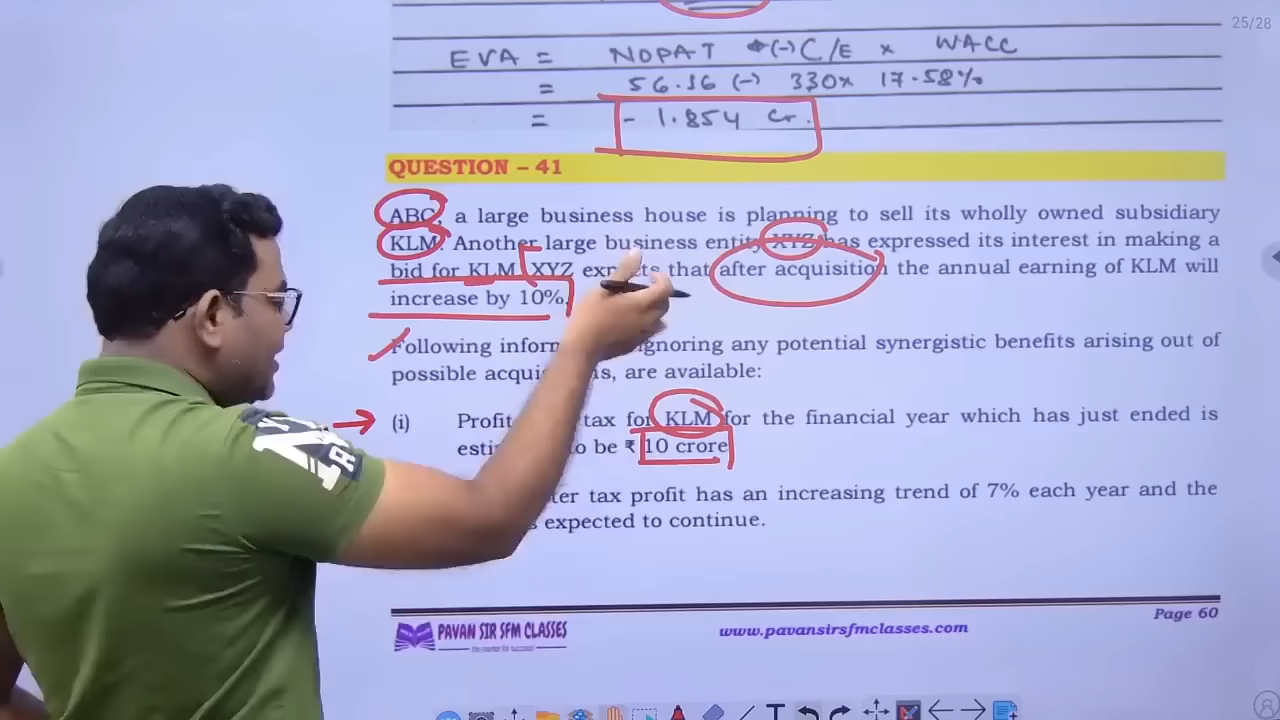 25/28
EVA = NOPAT (-) C/E x WACC
= 56.16 (-) 330x 17.58%
= - 1.854 Cr.
QUESTION – 41
ABC, a large business house is planning to sell its wholly owned subsidiary
KLM. Another large business entity XYZ has expressed its interest in making a
bid for KLM. XYZ that after acquisition the annual earning of KLM will
increase by 10%.
Following ignoring any potential synergistic benefits arising out of
possible are available:
(i) Profit tax for KLM for the financial year which has just ended is
be ₹ 10 crore
tax profit has an increasing trend of 7% each year and the
expected to continue.
Page 60
PAVAN SIR SFM CLASSES
www.pavansirsfmclasses.com